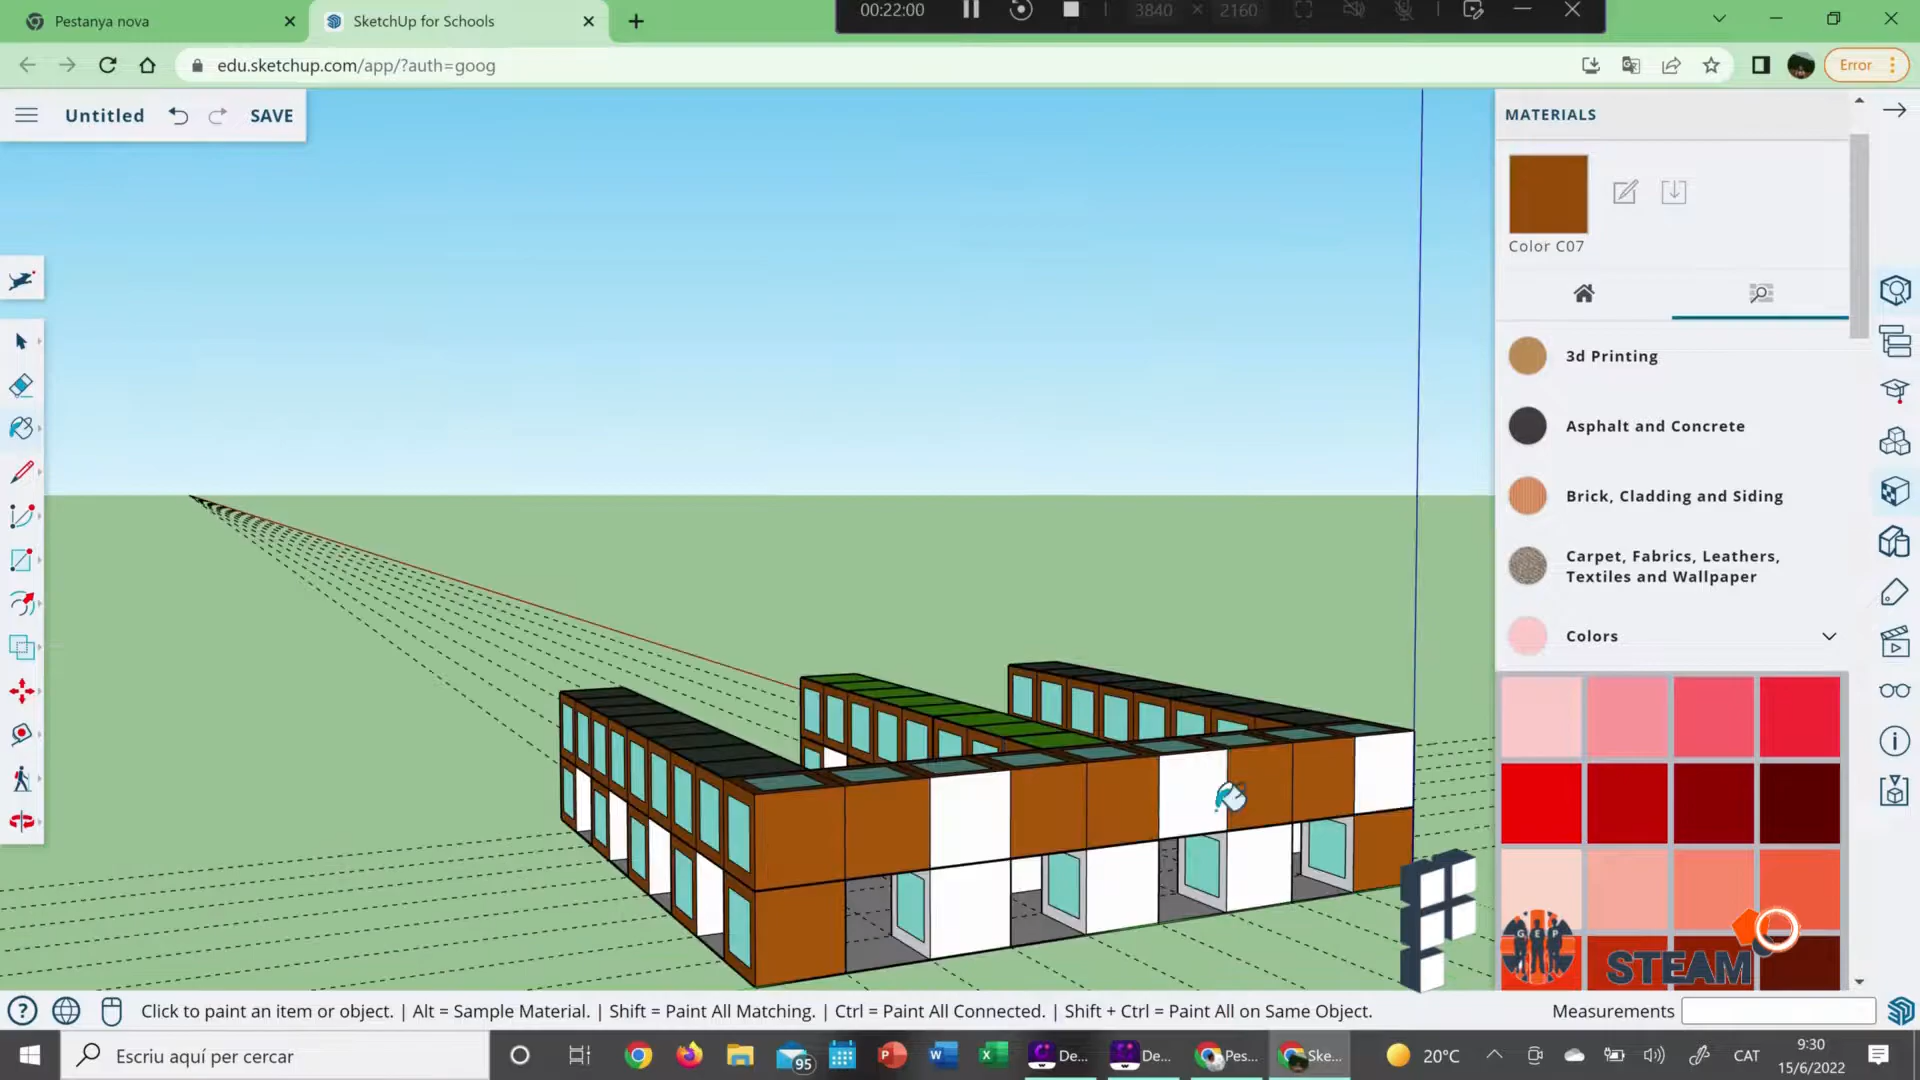 Pestanya nova
SketchUp for Schools
00:22:00
3840 × 2160
edu.sketchup.com/app/?auth=goog
Error
Untitled
SAVE
MATERIALS
Color C07
3d Printing
Asphalt and Concrete
Brick, Cladding and Siding
Carpet, Fabrics, Leathers,
Textiles and Wallpaper
Colors
GEP
STEAM
Click to paint an item or object. | Alt = Sample Material. | Shift = Paint All Matching. | Ctrl = Paint All Connected. | Shift + Ctrl = Paint All on Same Object.
Measurements
Escriu aquí per cercar
95
De...
De...
Pes...
Ske...
20°C
CAT
9:30
15/6/2022